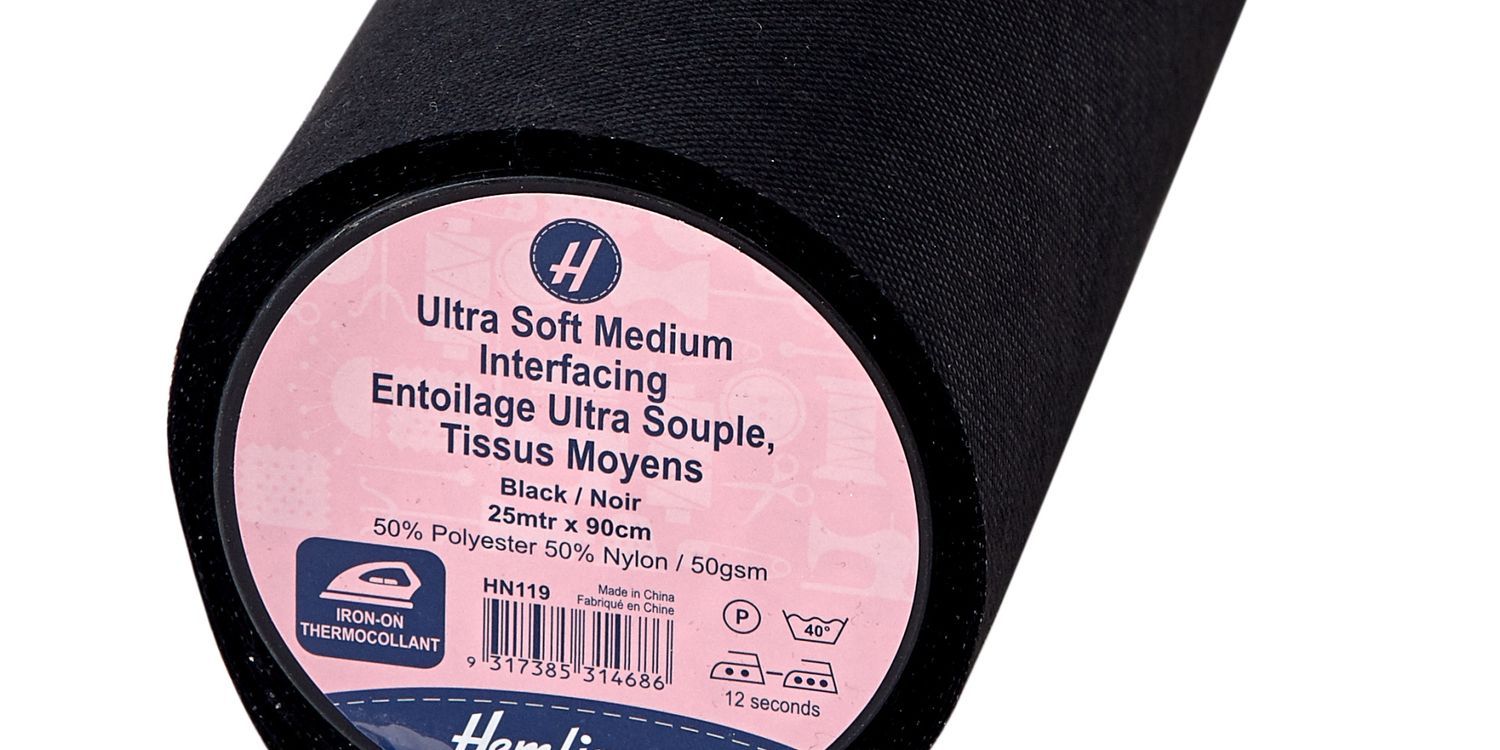 H
Ultra Soft Medium
Interfacing
Entoilage Ultra Souple,
Tissus Moyens
Black / Noir
25mtr x 90cm
50% Polyester 50% Nylon / 50gsm
IRON-ON
THERMOCOLLANT
HN119
Made in China
Fabriqué en Chine
9 317385 314686
P
40°
12 seconds